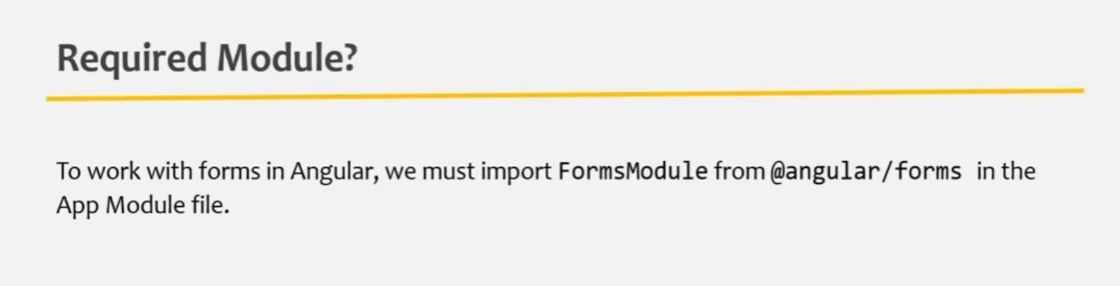 Required Module?
To work with forms in Angular, we must import FormsModule from @angular/forms in the
App Module file.